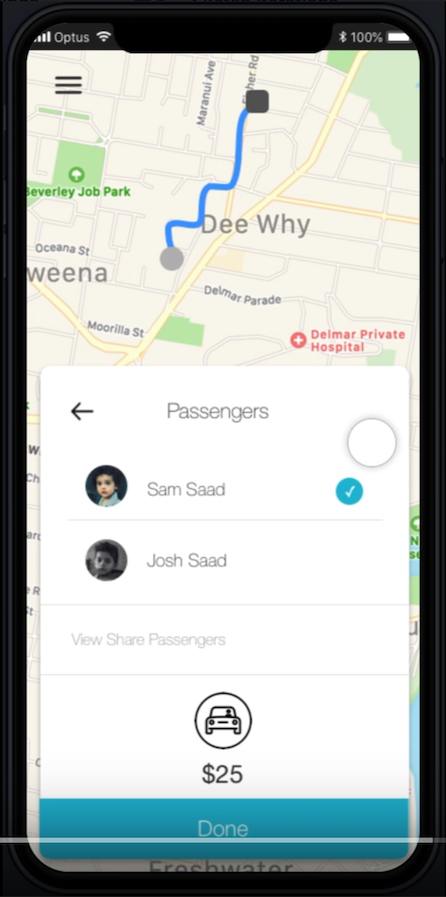 Optus
100%
Maranui Ave
Fisher Rd
Beverley Job Park
Dee Why
Oceana St
weena
Delmar Parade
Moorilla St
Delmar Private
Hospital
Passengers
Sam Saad
Josh Saad
View Share Passengers
$25
Done
Freshwater